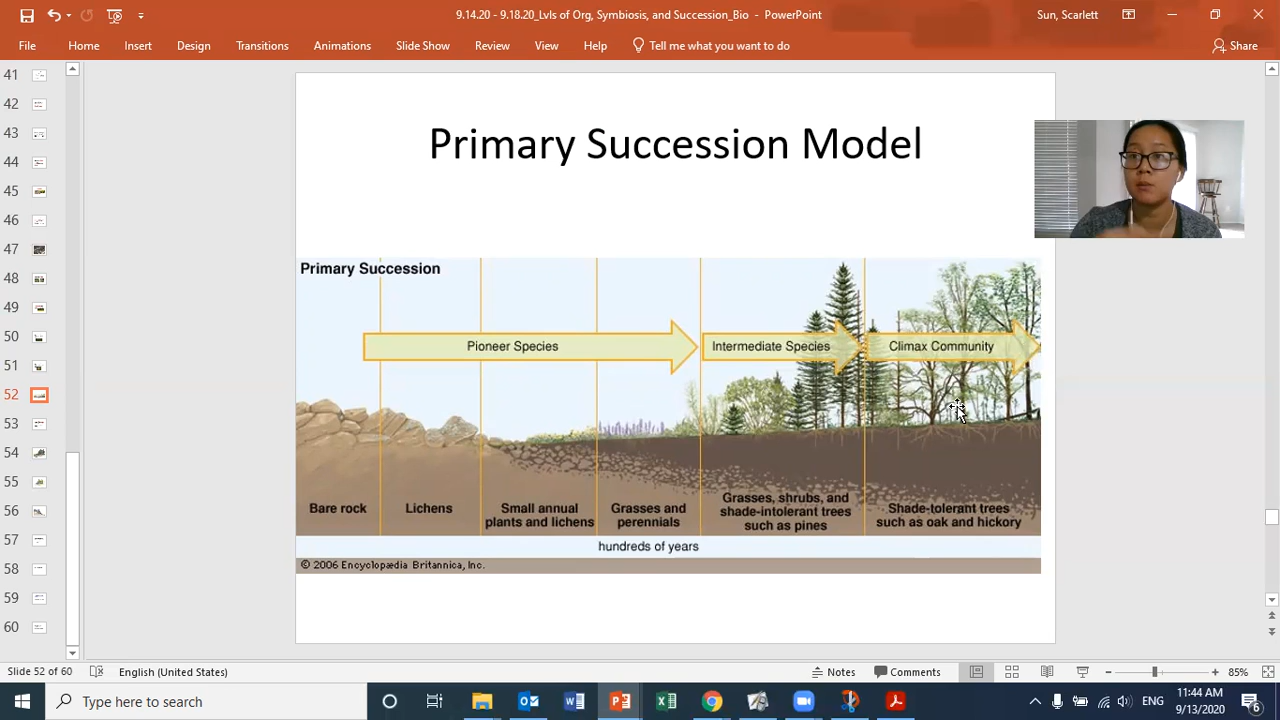 9.14.20 - 9.18.20_Lvls of Org, Symbiosis, and Succession_Bio - PowerPoint
Sun, Scarlett
File
Home
Insert
Design
Transitions
Animations
Slide Show
Review
View
Help
Tell me what you want to do
Share
41
42
43
44
45
46
47
48
49
50
51
52
53
54
55
56
57
58
59
60
Primary Succession Model
Primary Succession
Pioneer Species
Intermediate Species
Climax Community
Bare rock
Lichens
Small annual
plants and lichens
Grasses and
perennials
Grasses, shrubs, and
shade-intolerant trees
such as pines
Shade-tolerant trees
such as oak and hickory
hundreds of years
© 2006 Encyclopædia Britannica, Inc.
Slide 52 of 60
English (United States)
Notes
Comments
85%
Type here to search
ENG
11:44 AM
9/13/2020
6